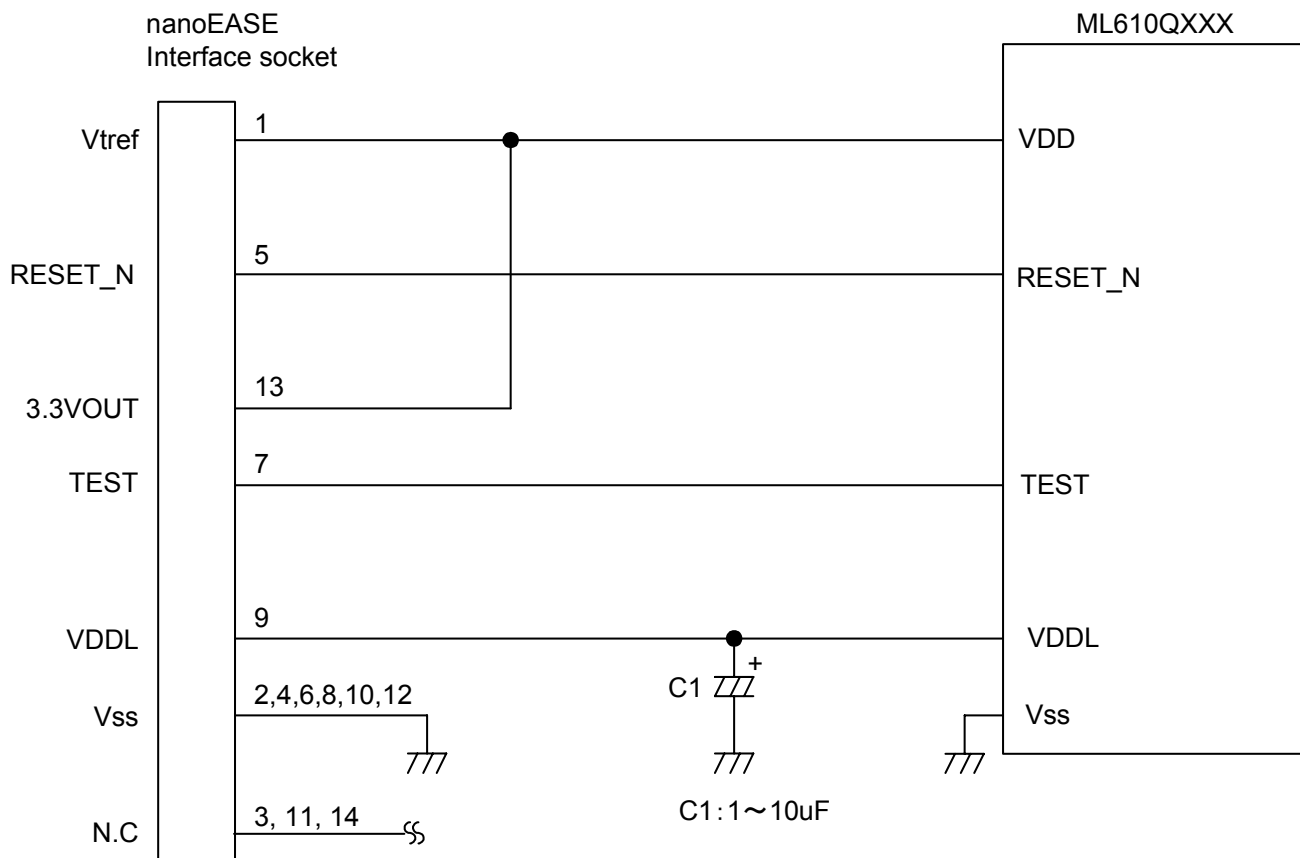 nanoEASE
Interface socket
ML610QXXX
Vtref
1
VDD
RESET_N
5
RESET_N
3.3VOUT
13
TEST
7
TEST
VDDL
9
VDDL
C1
+
Vss
2,4,6,8,10,12
Vss
C1:1～10uF
N.C
3, 11, 14